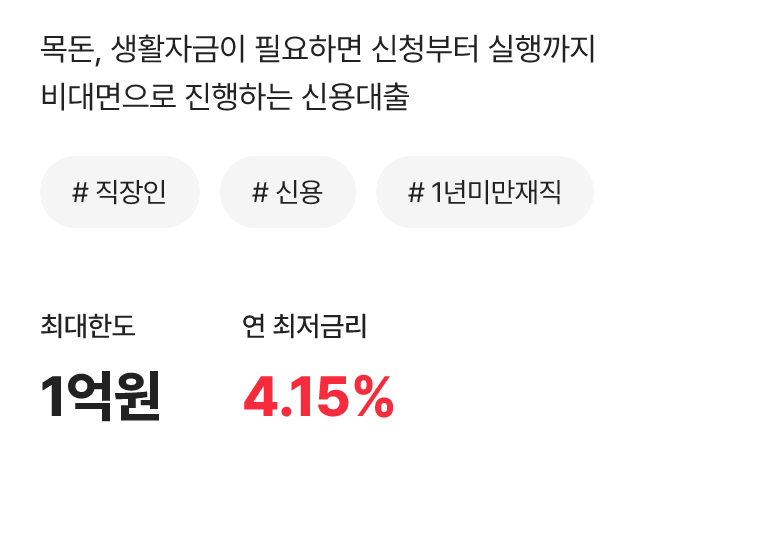 목돈, 생활자금이 필요하면 신청부터 실행까지
비대면으로 진행하는 신용대출
# 직장인 # 신용 # 1년미만재직
최대한도 연 최저금리
1억원 4.15%